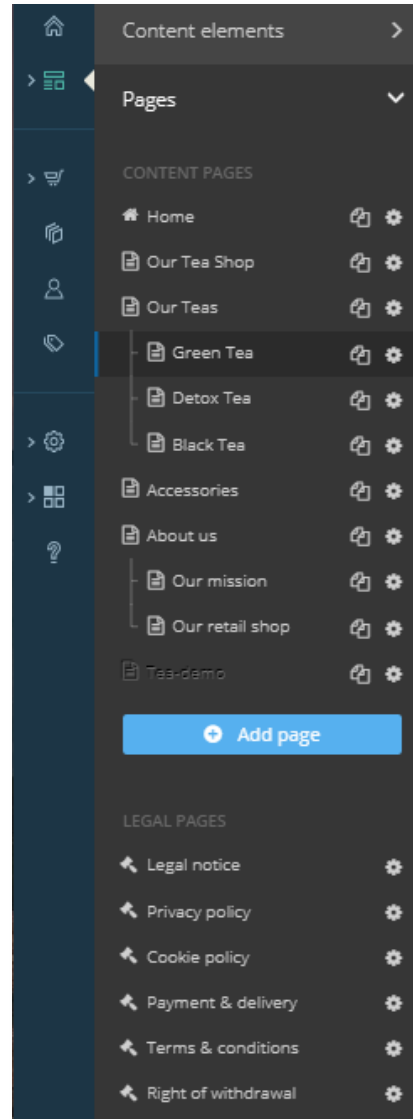 Content elements
Pages
CONTENT PAGES
Home
Our Tea Shop
Our Teas
Green Tea
Detox Tea
Black Tea
Accessories
About us
Our mission
Our retail shop
Tea-demo
Add page
LEGAL PAGES
Legal notice
Privacy policy
Cookie policy
Payment & delivery
Terms & conditions
Right of withdrawal